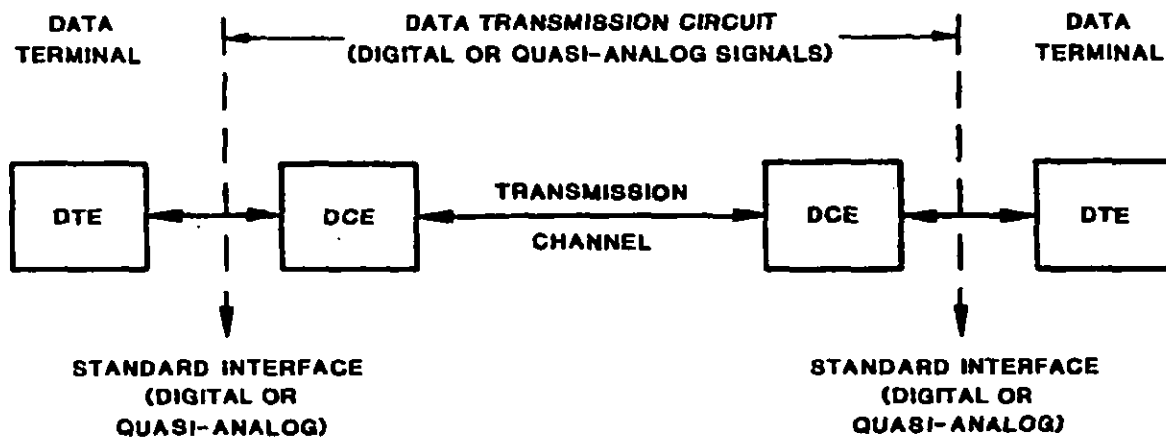 DATA
TERMINAL
DATA TRANSMISSION CIRCUIT
(DIGITAL OR QUASI-ANALOG SIGNALS)
DATA
TERMINAL
DTE
DCE
TRANSMISSION
CHANNEL
DCE
DTE
STANDARD INTERFACE
(DIGITAL OR
QUASI-ANALOG)
STANDARD INTERFACE
(DIGITAL OR
QUASI-ANALOG)